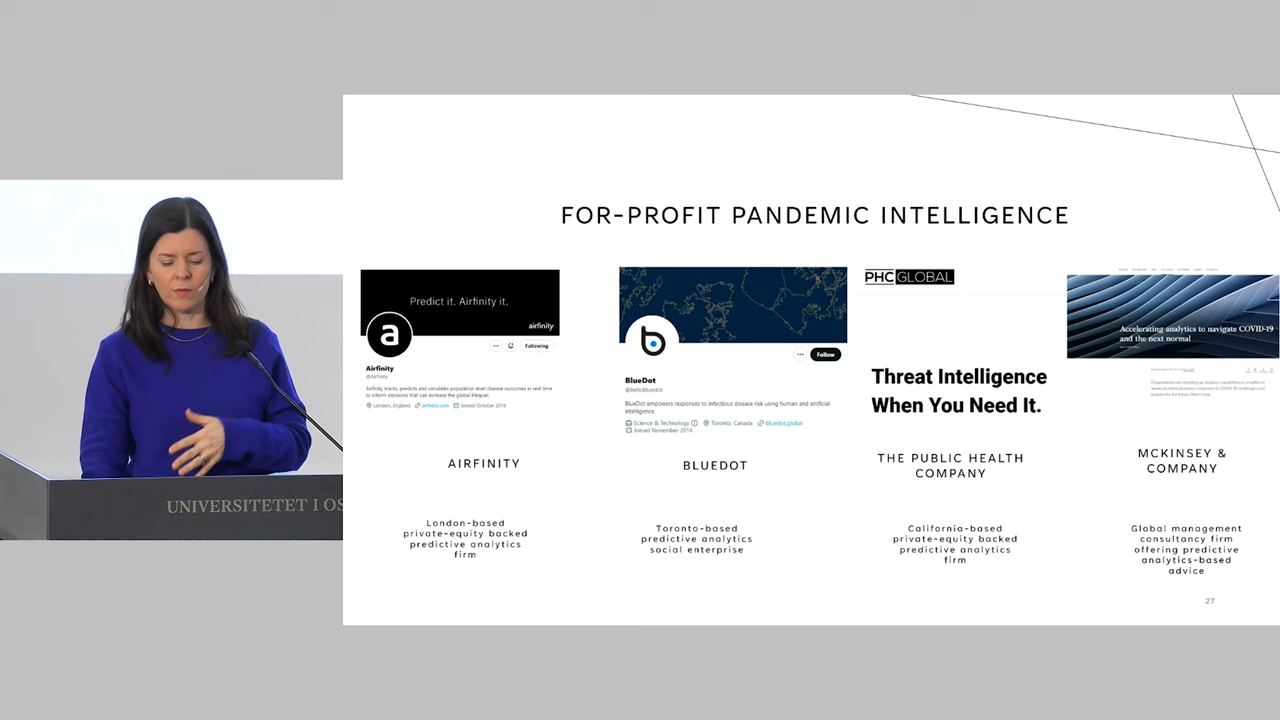 FOR-PROFIT PANDEMIC INTELLIGENCE
Predict it. Airfinity it.
airfinity
a
Following
Airfinity
@Airfinity
Airfinity tracks, predicts and simulates population level disease outcomes in real time
to inform decisions that can increase the global lifespan.
London, England airfinity.com Joined October 2016
AIRFINITY
London-based
private-equity backed
predictive analytics
firm
b
Follow
BlueDot
@hellobluedot
BlueDot empowers responses to infectious disease risk using human and artificial
intelligence.
Science & Technology Toronto, Canada bluedot.global
Joined November 2014
BLUEDOT
Toronto-based
predictive analytics
social enterprise
PHC GLOBAL
Threat Intelligence
When You Need It.
THE PUBLIC HEALTH
COMPANY
California-based
private-equity backed
predictive analytics
firm
Accelerating analytics to navigate COVID-19
and the next normal
MCKINSEY &
COMPANY
Global management
consultancy firm
offering predictive
analytics-based
advice
27
UNIVERSITETET I OS